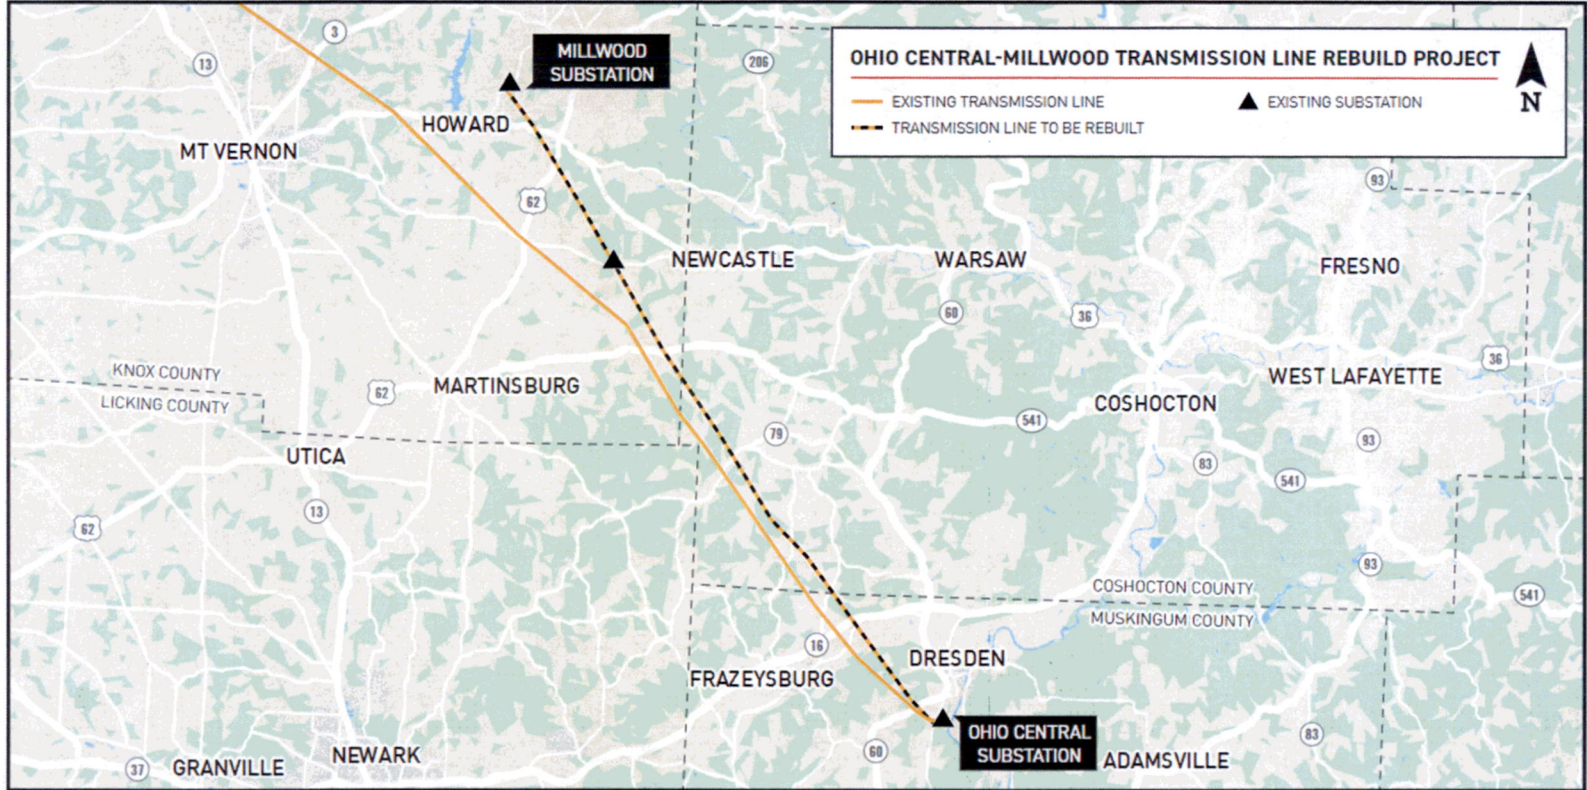 OHIO CENTRAL-MILLWOOD TRANSMISSION LINE REBUILD PROJECT
EXISTING TRANSMISSION LINE
EXISTING SUBSTATION
TRANSMISSION LINE TO BE REBUILT
N
3
13
MILLWOOD
SUBSTATION
206
HOWARD
MT VERNON
93
62
NEWCASTLE
WARSAW
FRESNO
60
36
36
KNOX COUNTY
LICKING COUNTY
62
MARTINSBURG
WEST LAFAYETTE
COSHOCTON
541
79
93
UTICA
83
541
13
62
93
COSHOCTON COUNTY
MUSKINGUM COUNTY
541
16
DRESDEN
FRAZEYSBURG
OHIO CENTRAL
SUBSTATION
83
60
NEWARK
ADAMSVILLE
37
GRANVILLE